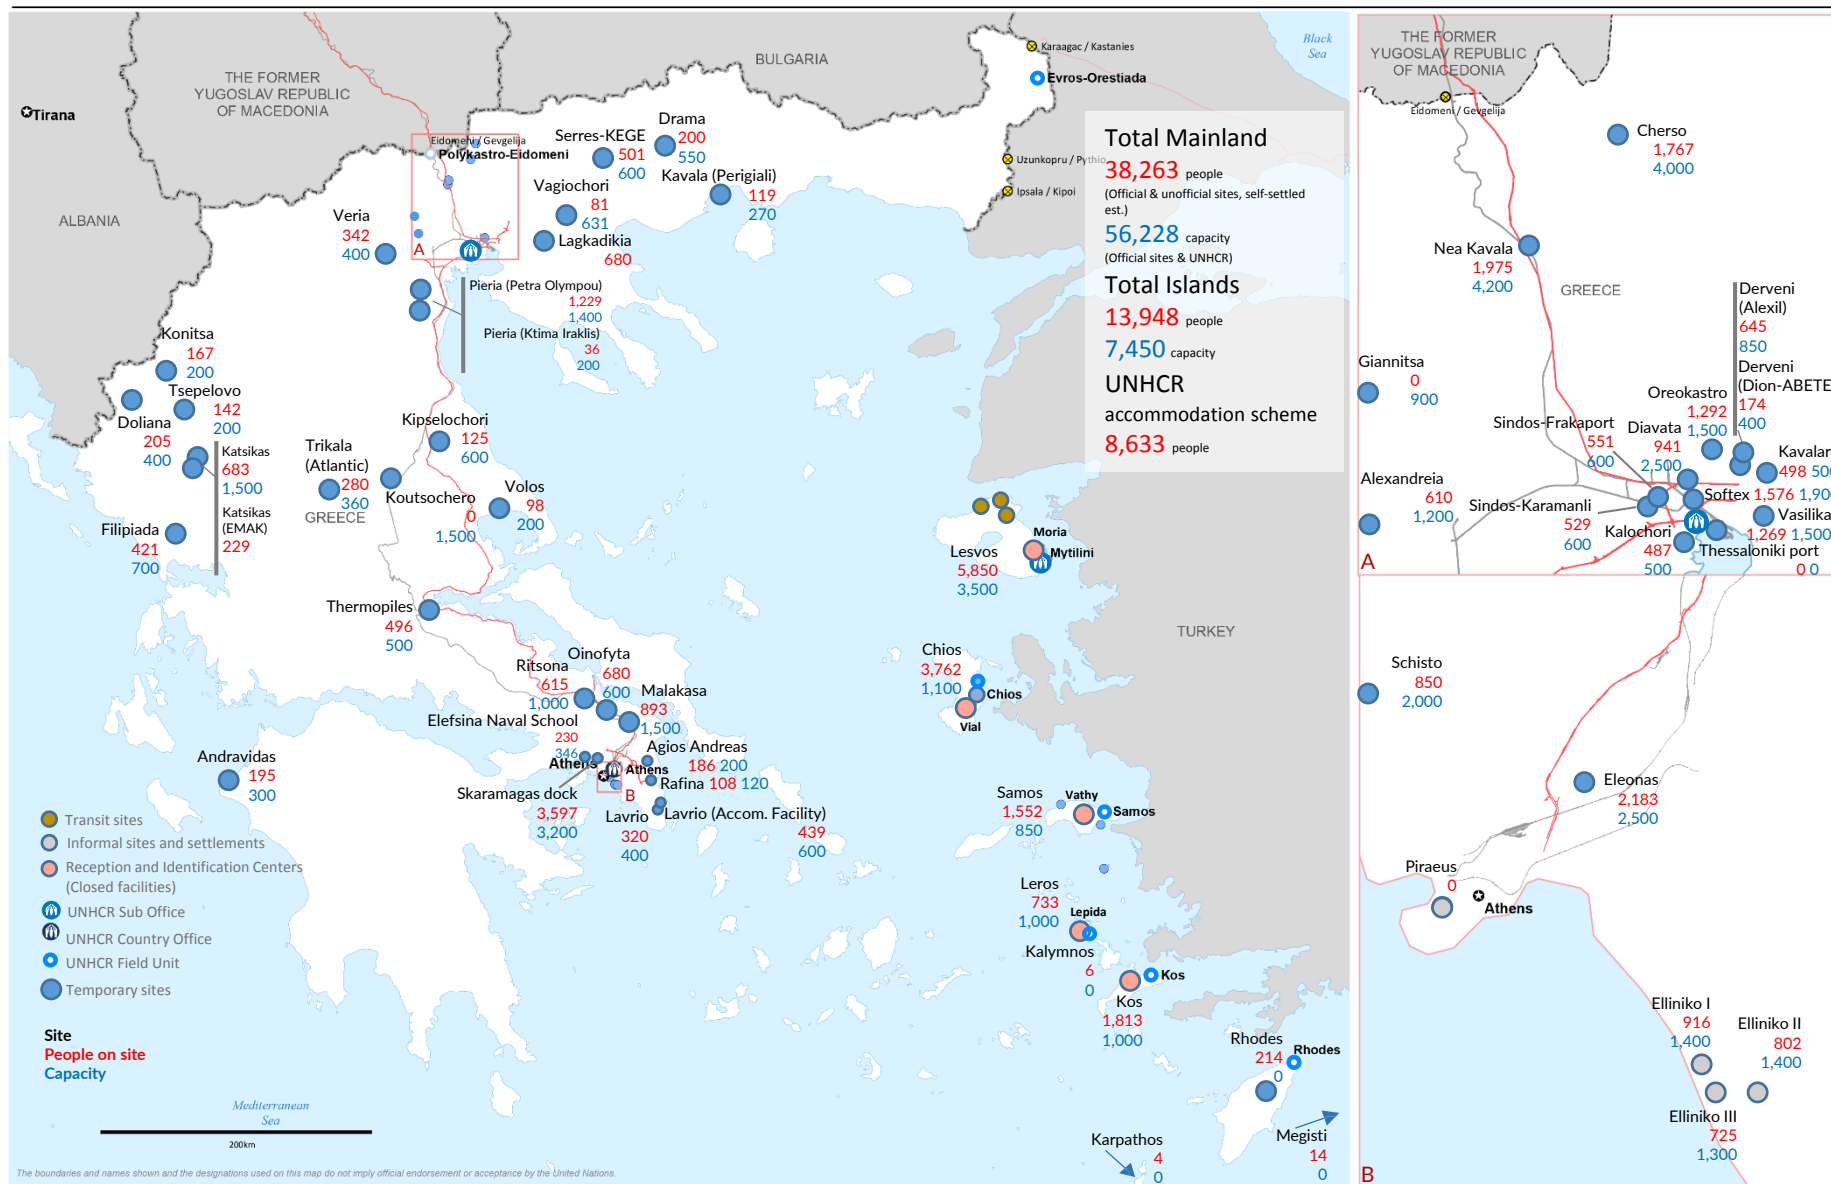 BULGARIA
Black
Sea
Karaagac / Kastanies
Evros-Orestiada
THE FORMER
YUGOSLAV REPUBLIC
OF MACEDONIA
Tirana
ALBANIA
Eidomeni / Gevgelija
Polykastro-Eidomeni
Serres-KEGE
501
600
Drama
200
550
Kavala (Perigiali)
119
270
Vagiochori
81
631
Lagkadikia
680
Uzunkopru / Pythio
Ipsala / Kipoi
Veria
342
400
A
Pieria (Petra Olympou)
1,229
1,400
Pieria (Ktima Iraklis)
36
200
Total Mainland
38,263 people
(Official & unofficial sites, self-settled
est.)
56,228 capacity
(Official sites & UNHCR)
Total Islands
13,948 people
7,450 capacity
UNHCR
accommodation scheme
8,633 people
Konitsa
167
200
Tsepelovo
142
200
Doliana
205
400
Katsikas
683
1,500
Katsikas
(EMAK)
229
Filipiada
421
700
Trikala
(Atlantic)
280
360
GREECE
Kipselochori
125
600
Koutsochero
0
1,500
Volos
98
200
Thermopiles
496
500
Oinofyta
680
600
Ritsona
615
1,000
Malakasa
893
1,500
Elefsina Naval School
230
346
Athens
Athens
B
Agios Andreas
186 200
Rafina 108 120
Skaramagas dock
3,597
3,200
Lavrio
320
400
Lavrio (Accom. Facility)
439
600
Andravidas
195
300
Moria
Mytilini
Lesvos
5,850
3,500
TURKEY
Chios
3,762
1,100
Chios
Vial
Samos
1,552
850
Vathy
Samos
Leros
733
1,000
Lepida
Kalymnos
6
0
Kos
Kos
1,813
1,000
Rhodes
214
0
Rhodes
Karpathos
4
0
Megisti
14
0
Transit sites
Informal sites and settlements
Reception and Identification Centers
(Closed facilities)
UNHCR Sub Office
UNHCR Country Office
UNHCR Field Unit
Temporary sites
Site
People on site
Capacity
Mediterranean
Sea
200km
The boundaries and names shown and the designations used on this map do not imply official endorsement or acceptance by the United Nations.
THE FORMER
YUGOSLAV REPUBLIC
OF MACEDONIA
Eidomeni / Gevgelija
Cherso
1,767
4,000
Nea Kavala
1,975
4,200
GREECE
Derveni
(Alexil)
645
850
Derveni
(Dion-ABETE
174
400
Giannitsa
0
900
Oreokastro
1,292
1,500
Sindos-Frakaport
551
600
Diavata
941
2,500
Kavalar
498 500
Alexandreia
610
1,200
Softex 1,576 1,900
Sindos-Karamanli
529
600
Vasilika
1,269 1,500
Kalochori
487
500
Thessaloniki port
0 0
A
Schisto
850
2,000
Eleonas
2,183
2,500
Piraeus
0
Athens
Elliniko I
916
1,400
Elliniko II
802
1,400
Elliniko III
725
1,300
B